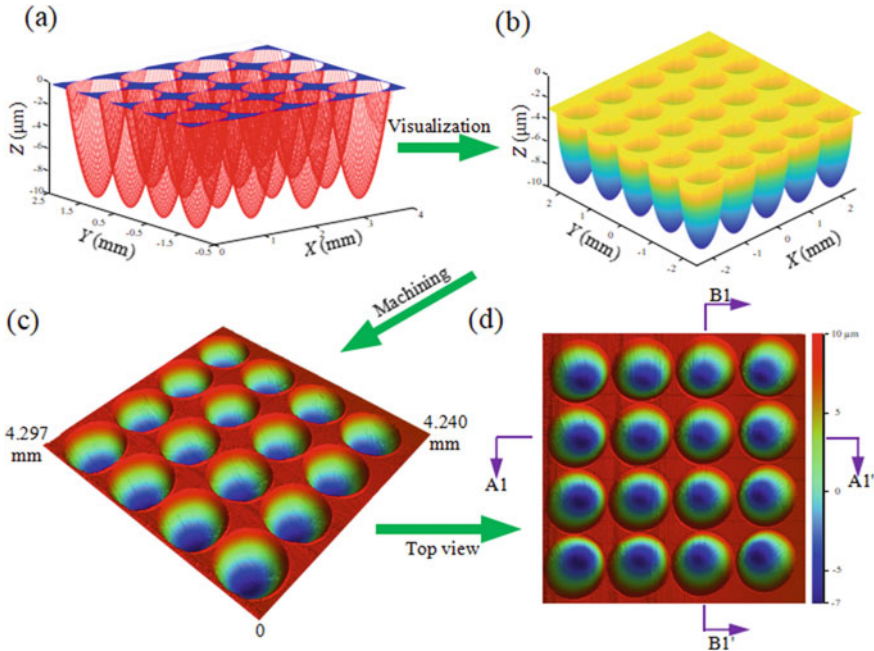 (a)
(b)
0
-2
-4
-6
-8
-10
Z (µm)
2.5
1.5
0.5
-0.5
-1.5
-0.5
Y (mm)
0
1
2
3
4
X (mm)
Visualization
0
-2
-4
-6
-8
-10
Z (µm)
2
1
0
-1
-2
Y (mm)
-2
-1
0
1
2
X (mm)
Machining
(c)
(d)
4.297
mm
4.240
mm
0
Top view
B1
B1'
A1
A1'
10 µm
5
0
-5
-7